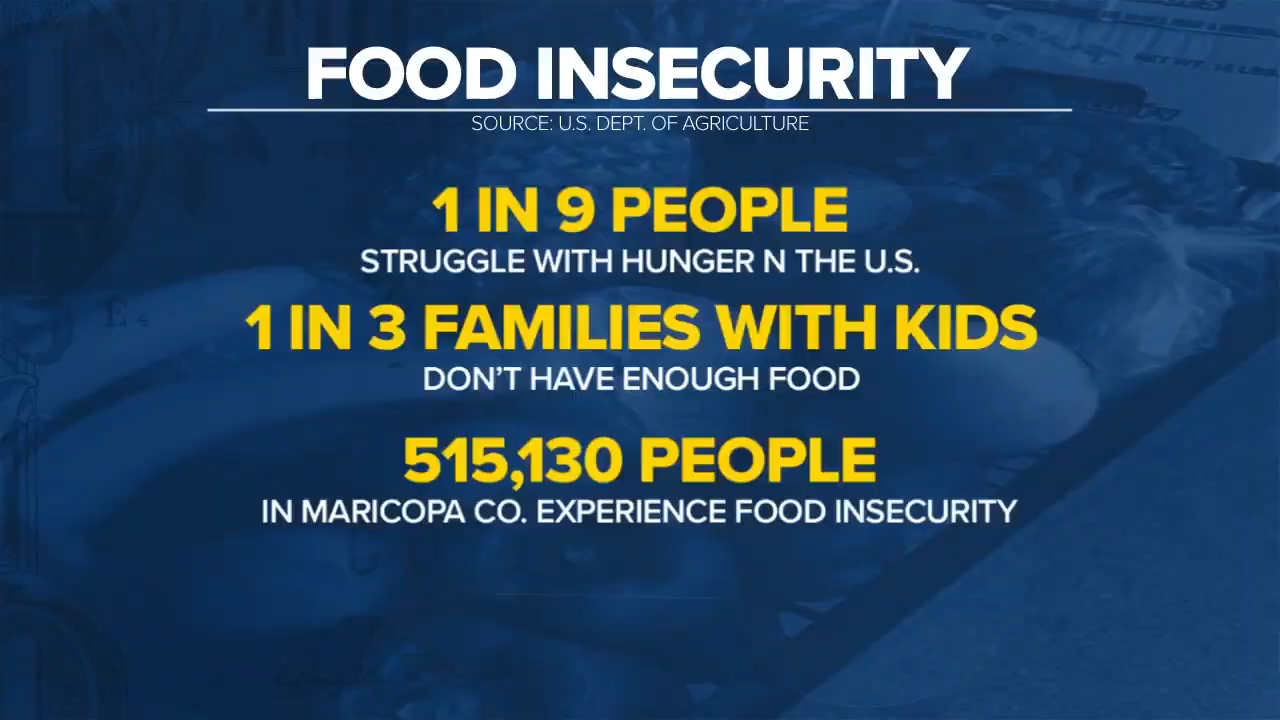 FOOD INSECURITY
SOURCE: U.S. DEPT. OF AGRICULTURE
1 IN 9 PEOPLE
STRUGGLE WITH HUNGER N THE U.S.
1 IN 3 FAMILIES WITH KIDS
DON'T HAVE ENOUGH FOOD
515,130 PEOPLE
IN MARICOPA CO. EXPERIENCE FOOD INSECURITY